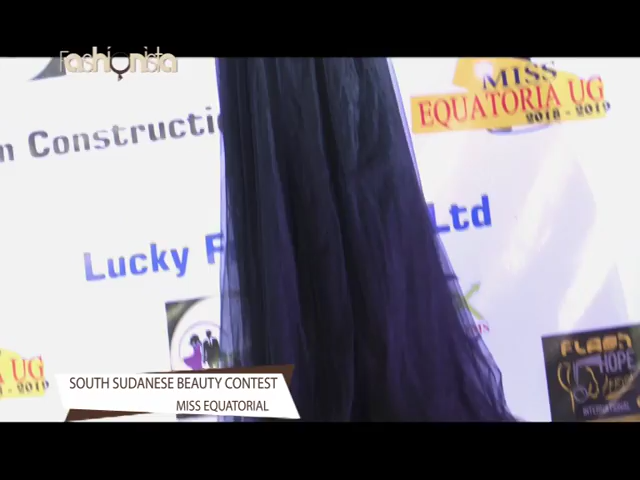 Fashionista
MISS
EQUATORIA UG
2018 - 2019
n Constructi
Lucky F
Ltd
UG
2019
FLASH
HOPE
INTERNATIONAL
SOUTH SUDANESE BEAUTY CONTEST
MISS EQUATORIAL